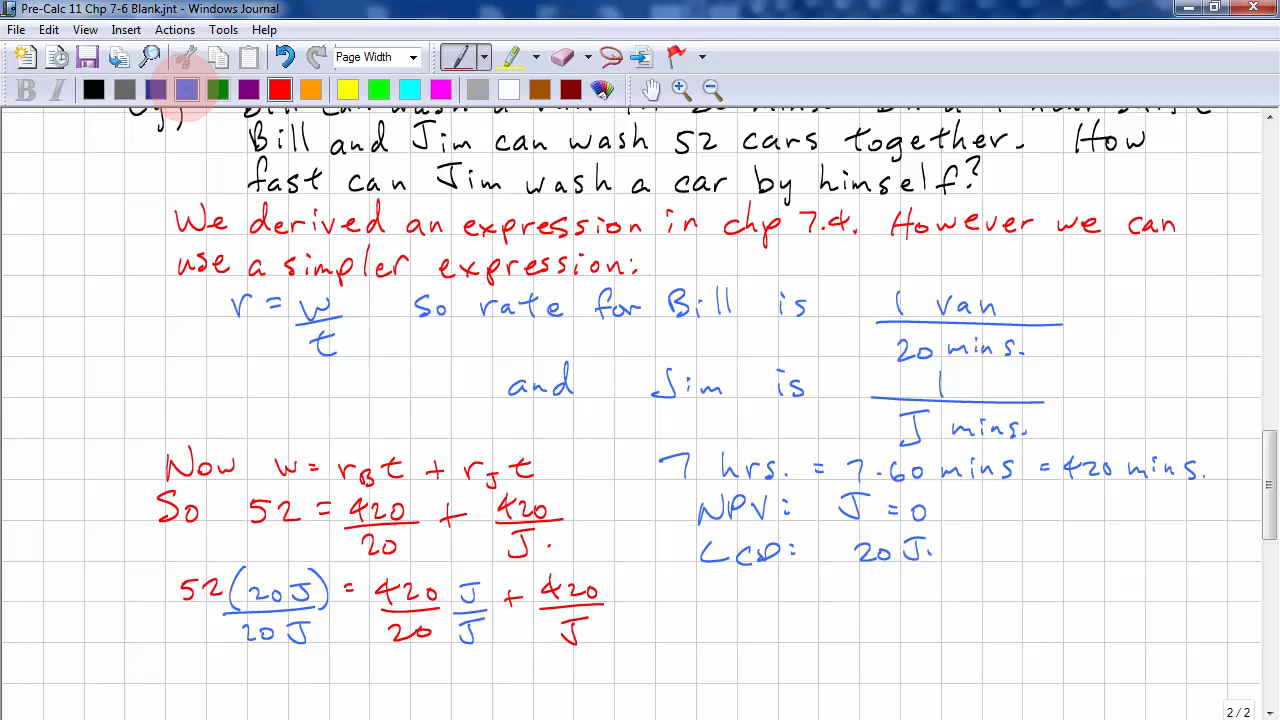 Pre-Calc 11 Chp 7-6 Blank.jnt - Windows Journal
File Edit View Insert Actions Tools Help
Page Width
B I
Bill and Jim can wash 52 cars together. How
fast can Jim wash a car by himself?
We derived an expression in chp 7.4. However we can
use a simpler expression:
r = w/t so rate for Bill is 1 van / 20 mins.
and Jim is 1 / J mins.
Now w = r_B t + r_J t 7 hrs. = 7·60 mins = 420 mins.
So 52 = 420/20 + 420/J NPV: J = 0
LCD: 20 J.
52 (20J)/20J = 420/20 J/J + 420/J
2 / 2